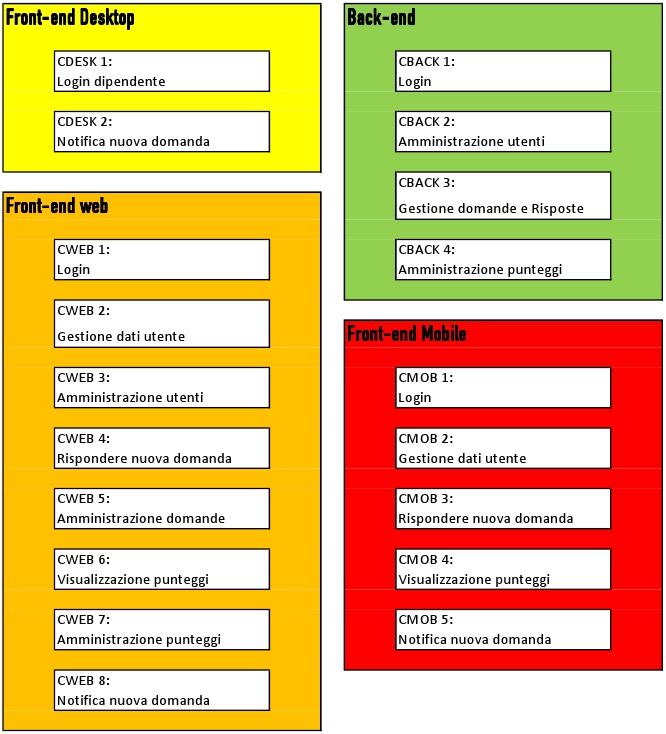 Front-end Desktop
CDESK 1:
Login dipendente
CDESK 2:
Notifica nuova domanda
Front-end web
CWEB 1:
Login
CWEB 2:
Gestione dati utente
CWEB 3:
Amministrazione utenti
CWEB 4:
Rispondere nuova domanda
CWEB 5:
Amministrazione domande
CWEB 6:
Visualizzazione punteggi
CWEB 7:
Amministrazione punteggi
CWEB 8:
Notifica nuova domanda
Back-end
CBACK 1:
Login
CBACK 2:
Amministrazione utenti
CBACK 3:
Gestione domande e Risposte
CBACK 4:
Amministrazione punteggi
Front-end Mobile
CMOB 1:
Login
CMOB 2:
Gestione dati utente
CMOB 3:
Rispondere nuova domanda
CMOB 4:
Visualizzazione punteggi
CMOB 5:
Notifica nuova domanda